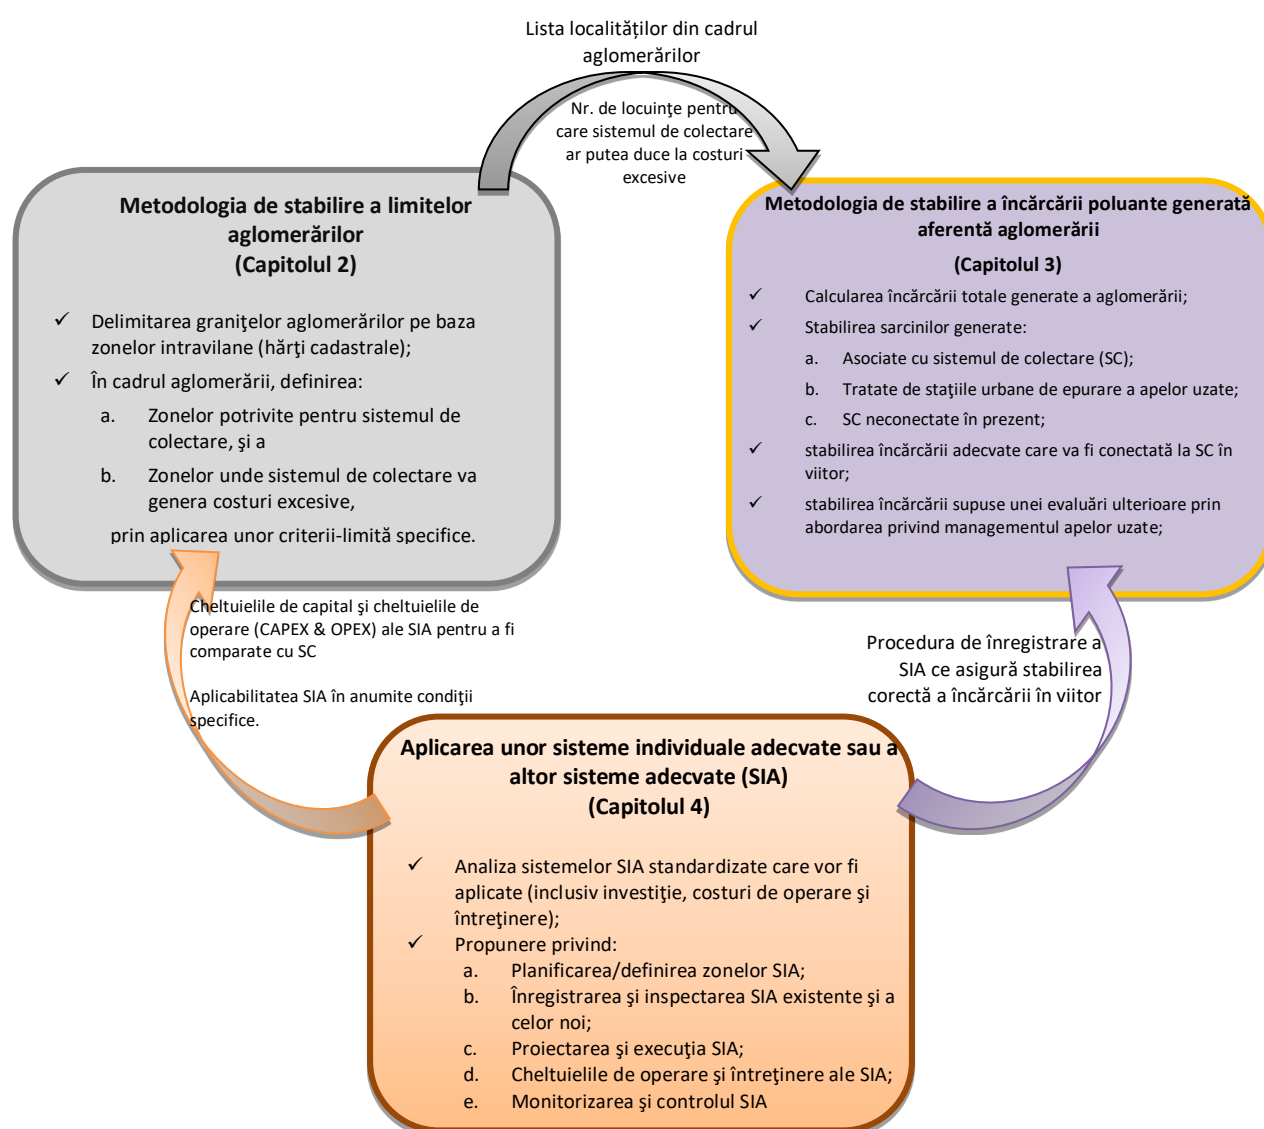 Lista localităților din cadrul
aglomerărilor
Nr. de locuinţe pentru
care sistemul de colectare
ar putea duce la costuri
excesive
Metodologia de stabilire a limitelor
aglomerărilor
(Capitolul 2)
✓ Delimitarea graniţelor aglomerărilor pe baza
zonelor intravilane (hărţi cadastrale);
✓ În cadrul aglomerării, definirea:
a. Zonelor potrivite pentru sistemul de
colectare, şi a
b. Zonelor unde sistemul de colectare va
genera costuri excesive,
prin aplicarea unor criterii-limită specifice.
Metodologia de stabilire a încărcării poluante generată
aferentă aglomerării
(Capitolul 3)
✓ Calcularea încărcării totale generate a aglomerării;
✓ Stabilirea sarcinilor generate:
a. Asociate cu sistemul de colectare (SC);
b. Tratate de staţiile urbane de epurare a apelor uzate;
c. SC neconectate în prezent;
✓ stabilirea încărcării adecvate care va fi conectată la SC în
viitor;
✓ stabilirea încărcării supuse unei evaluări ulterioare prin
abordarea privind managementul apelor uzate;
Cheltuielile de capital şi cheltuielile de
operare (CAPEX & OPEX) ale SIA pentru a fi
comparate cu SC
Aplicabilitatea SIA în anumite condiţii
specifice.
Procedura de înregistrare a
SIA ce asigură stabilirea
corectă a încărcării în viitor
Aplicarea unor sisteme individuale adecvate sau a
altor sisteme adecvate (SIA)
(Capitolul 4)
✓ Analiza sistemelor SIA standardizate care vor fi
aplicate (inclusiv investiţie, costuri de operare şi
întreţinere);
✓ Propunere privind:
a. Planificarea/definirea zonelor SIA;
b. Înregistrarea şi inspectarea SIA existente şi a
celor noi;
c. Proiectarea şi execuţia SIA;
d. Cheltuielile de operare şi întreţinere ale SIA;
e. Monitorizarea şi controlul SIA